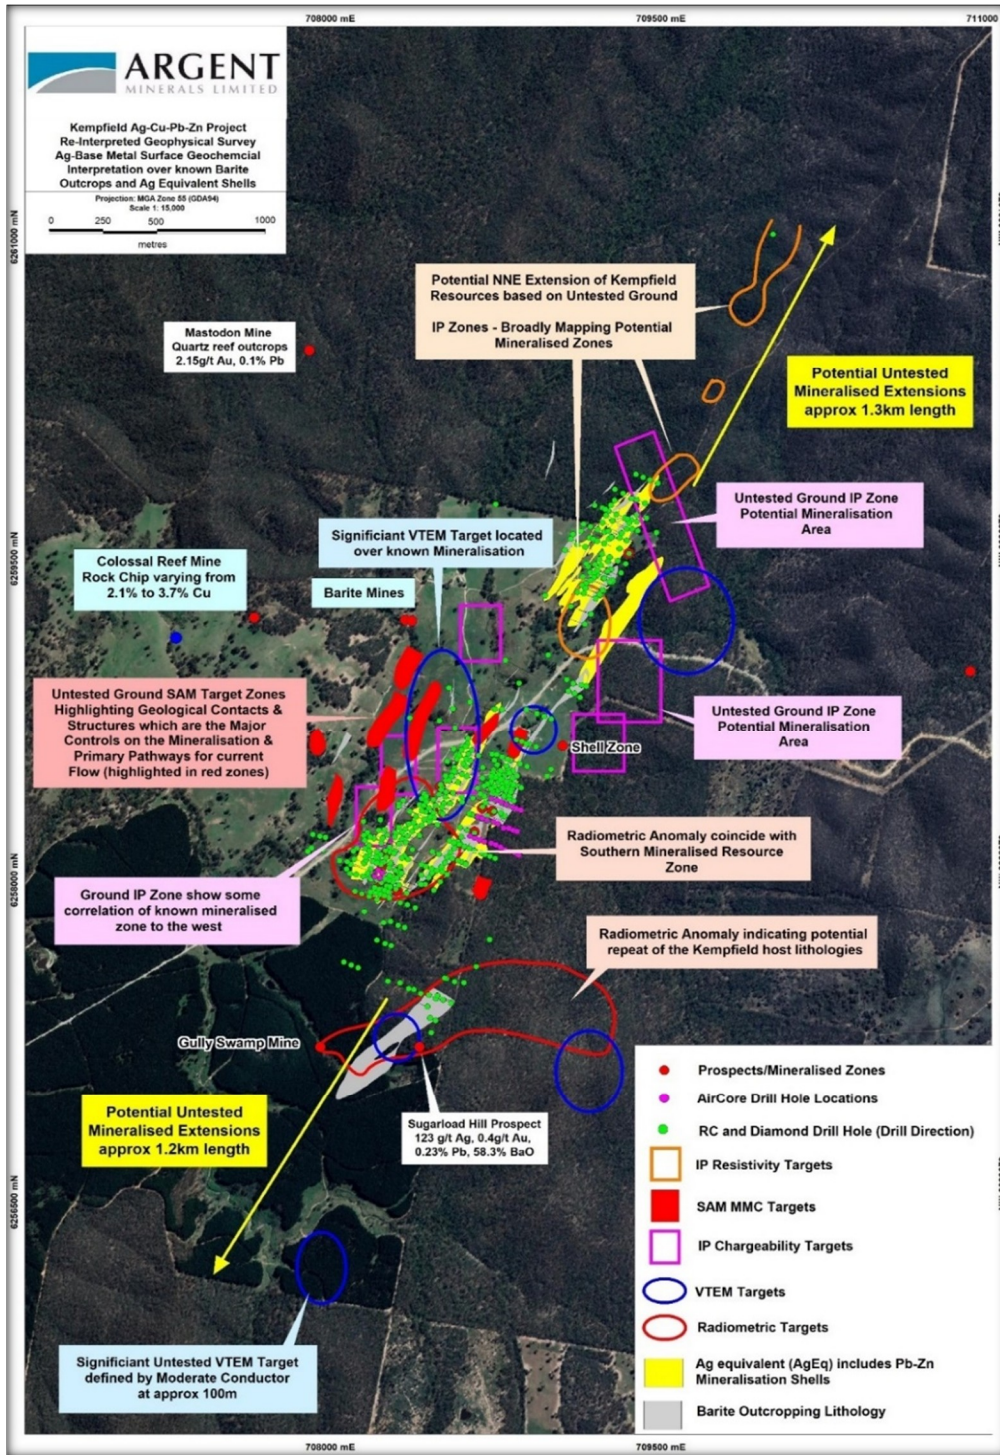 708000 mE
709500 mE
711000
ARGENT
MINERALS LIMITED
Kempfield Ag-Cu-Pb-Zn Project
Re-Interpreted Geophysical Survey
Ag-Base Metal Surface Geochemcial
Interpretation over known Barite
Outcrops and Ag Equivalent Shells
Projection: MGA Zone 55 (GDA94)
Scale 1: 15,000
0 250 500 1000
metres
6261000 mN
Potential NNE Extension of Kempfield
Resources based on Untested Ground
IP Zones - Broadly Mapping Potential
Mineralised Zones
Mastodon Mine
Quartz reef outcrops
2.15g/t Au, 0.1% Pb
Potential Untested
Mineralised Extensions
approx 1.3km length
Untested Ground IP Zone
Potential Mineralisation
Area
6259500 mN
Significiant VTEM Target located
over known Mineralisation
Colossal Reef Mine
Rock Chip varying from
2.1% to 3.7% Cu
Barite Mines
Untested Ground SAM Target Zones
Highlighting Geological Contacts &
Structures which are the Major
Controls on the Mineralisation &
Primary Pathways for current
Flow (highlighted in red zones)
Untested Ground IP Zone
Potential Mineralisation
Area
Shell Zone
Radiometric Anomaly coincide with
Southern Mineralised Resource
Zone
6258000 mN
Ground IP Zone show some
correlation of known mineralised
zone to the west
Radiometric Anomaly indicating potential
repeat of the Kempfield host lithologies
Gully Swamp Mine
Potential Untested
Mineralised Extensions
approx 1.2km length
Sugarload Hill Prospect
123 g/t Ag, 0.4g/t Au,
0.23% Pb, 58.3% BaO
6256500 mN
Significiant Untested VTEM Target
defined by Moderate Conductor
at approx 100m
Prospects/Mineralised Zones
AirCore Drill Hole Locations
RC and Diamond Drill Hole (Drill Direction)
IP Resistivity Targets
SAM MMC Targets
IP Chargeability Targets
VTEM Targets
Radiometric Targets
Ag equivalent (AgEq) includes Pb-Zn
Mineralisation Shells
Barite Outcropping Lithology
708000 mE
709500 mE